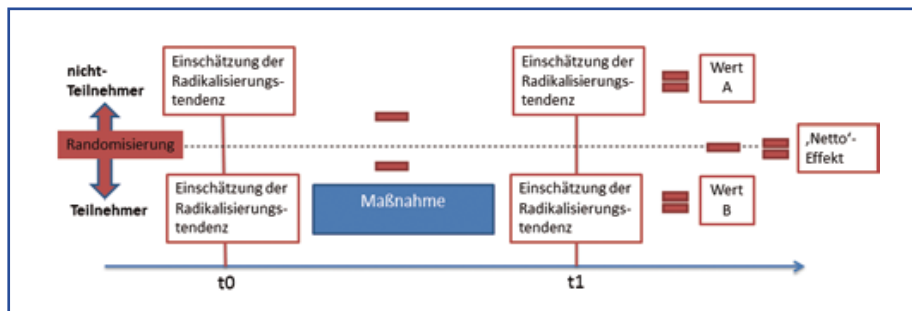 nicht-
Teilnehmer
Randomisierung
Teilnehmer
Einschätzung der
Radikalisierungs-
tendenz
Einschätzung der
Radikalisierungs-
tendenz
Maßnahme
Einschätzung der
Radikalisierungs-
tendenz
Einschätzung der
Radikalisierungs-
tendenz
Wert
A
Wert
B
‚Netto'-
Effekt
t0
t1